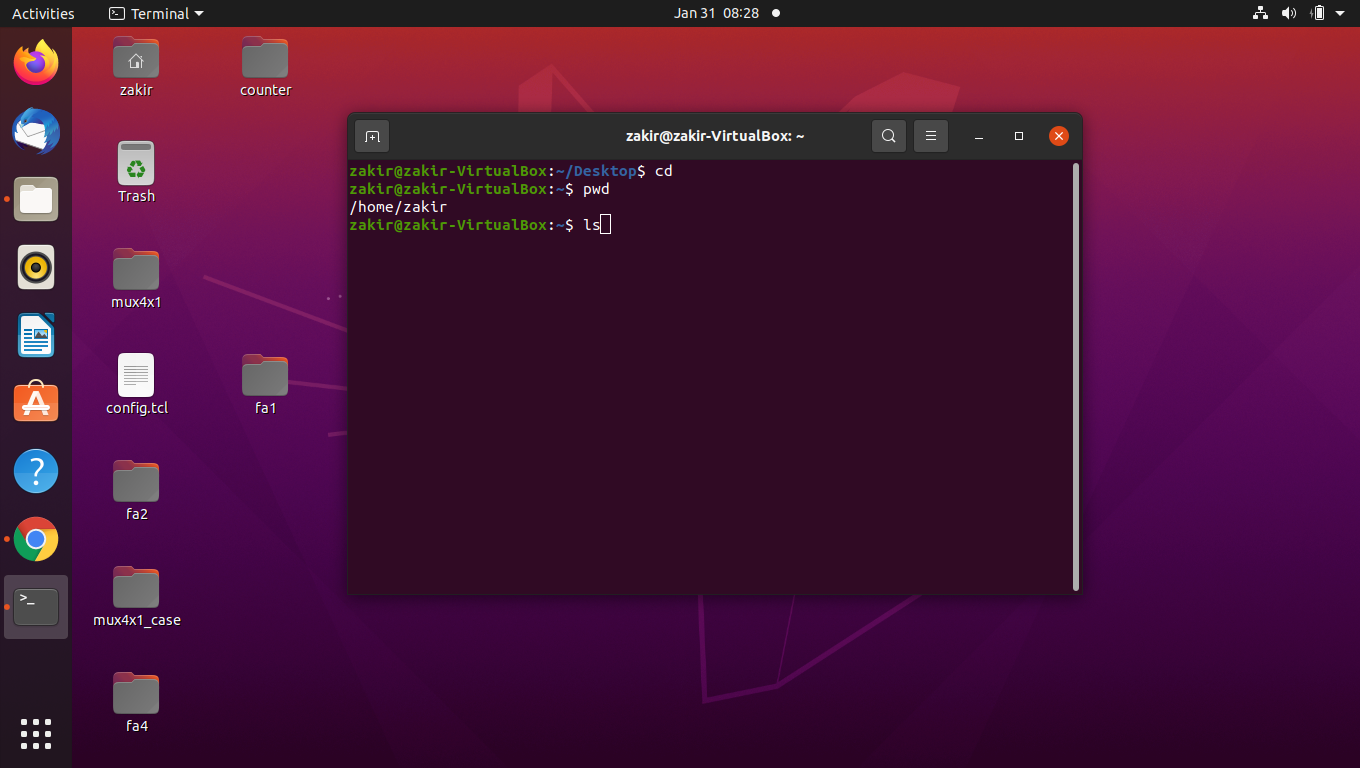 Activities
Terminal
Jan 31 08:28
zakir
counter
Trash
mux4x1
config.tcl
fa1
fa2
mux4x1_case
fa4
zakir@zakir-VirtualBox: ~
zakir@zakir-VirtualBox:~/Desktop$ cd
zakir@zakir-VirtualBox:~$ pwd
/home/zakir
zakir@zakir-VirtualBox:~$ ls